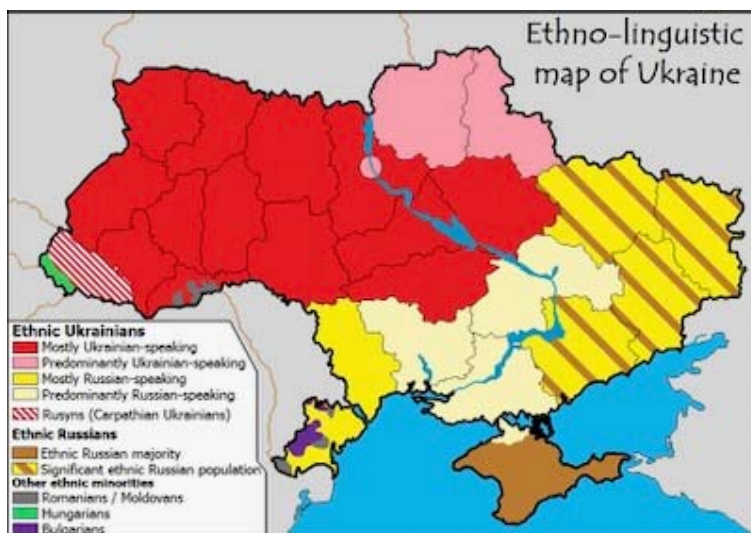 Ethno-linguistic
map of Ukraine
Ethnic Ukrainians
Mostly Ukrainian-speaking
Predominantly Ukrainian-speaking
Mostly Russian-speaking
Predominantly Russian-speaking
Rusyns (Carpathian Ukrainians)
Ethnic Russians
Ethnic Russian majority
Significant ethnic Russian population
Other ethnic minorities
Romanians / Moldovans
Hungarians
Bulgarians